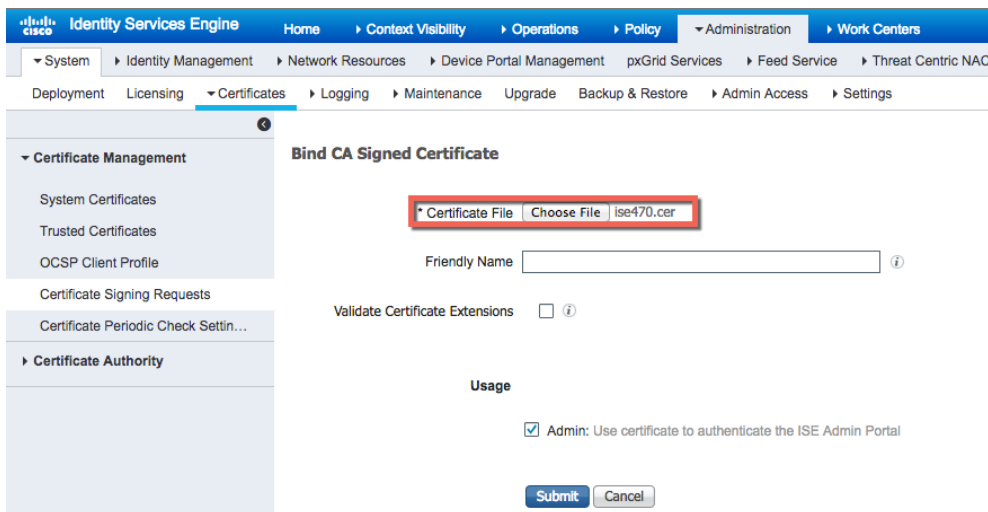 CISCO Identity Services Engine Home Context Visibility Operations Policy Administration Work Centers
System Identity Management Network Resources Device Portal Management pxGrid Services Feed Service Threat Centric NAC
Deployment Licensing Certificates Logging Maintenance Upgrade Backup & Restore Admin Access Settings
Certificate Management
System Certificates
Trusted Certificates
OCSP Client Profile
Certificate Signing Requests
Certificate Periodic Check Settin...
Certificate Authority
Bind CA Signed Certificate
* Certificate File Choose File ise470.cer
Friendly Name
Validate Certificate Extensions
Usage
Admin: Use certificate to authenticate the ISE Admin Portal
Submit Cancel